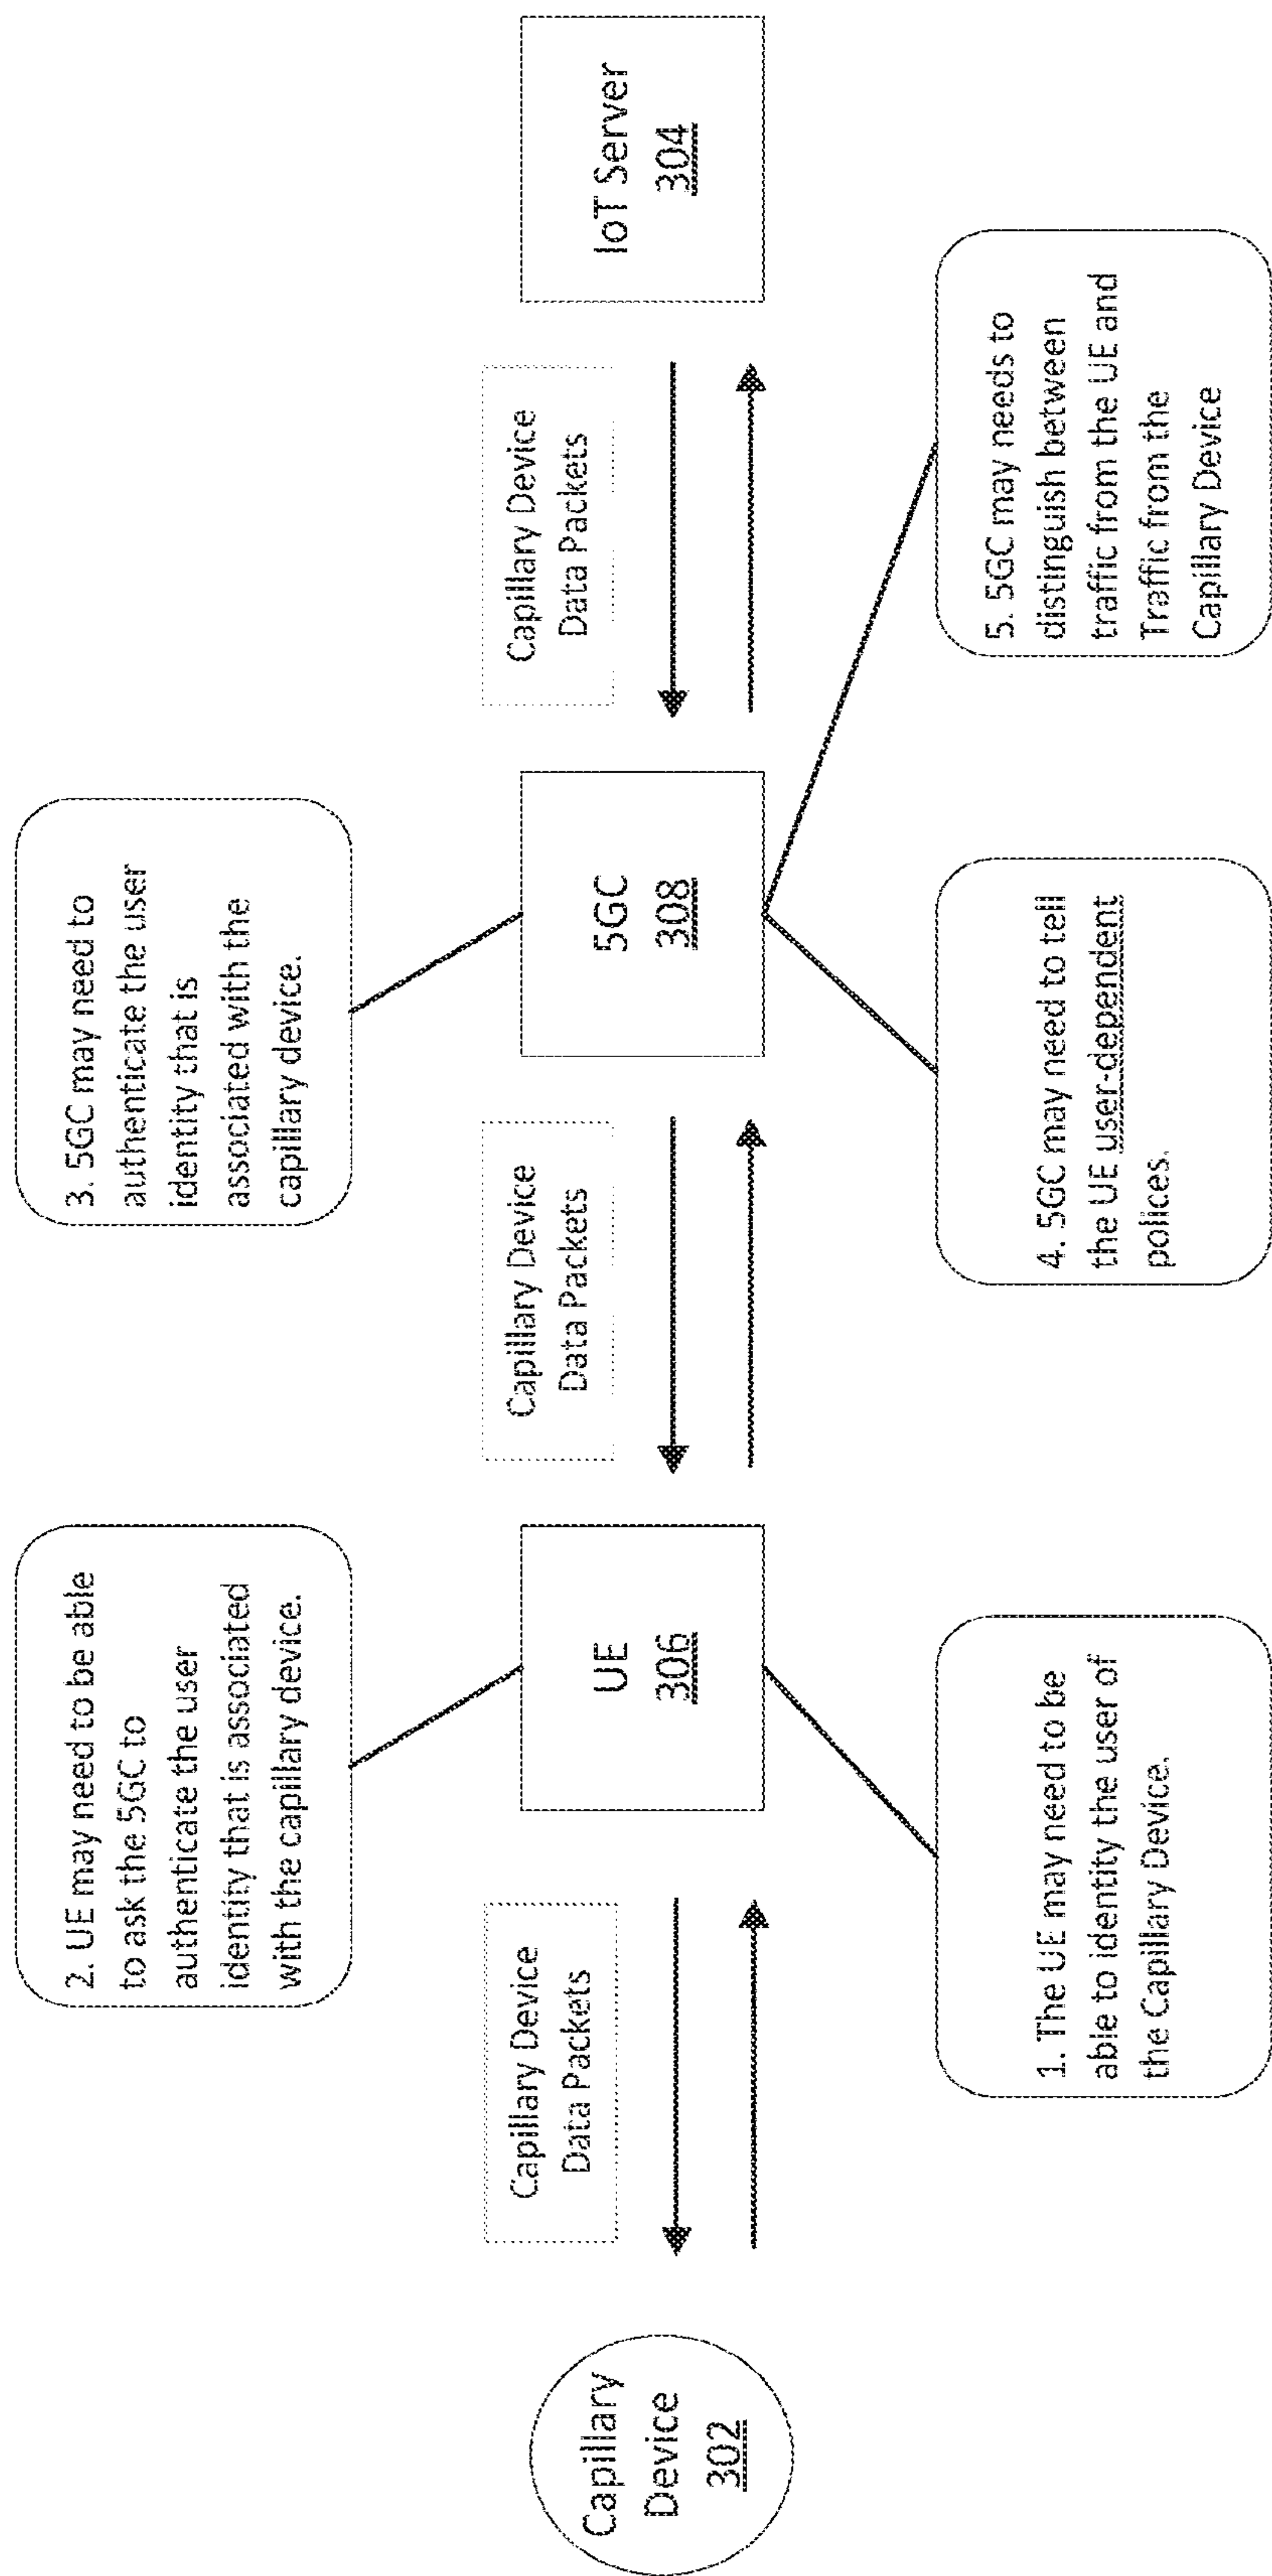 2. UE may need to be able
to ask the 5GC to
authenticate the user
identity that is associated
with the capillary device.
3. 5GC may need to
authenticate the user
identity that is
associated with the
capillary device.
Capillary
Device
302
Capillary Device
Data Packets
UE
306
Capillary Device
Data Packets
5GC
308
Capillary Device
Data Packets
IoT Server
304
1. The UE may need to be
able to identity the user of
the Capillary Device.
4. 5GC may need to tell
the UE user-dependent
polices.
5. 5GC may needs to
distinguish between
traffic from the UE and
Traffic from the
Capillary Device